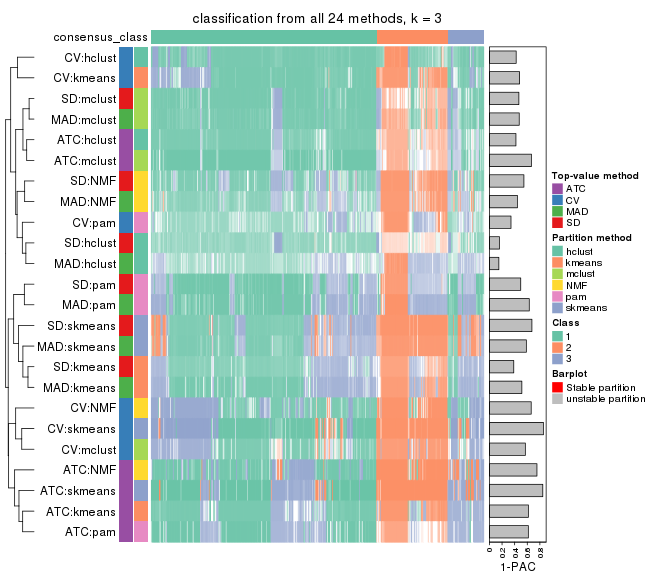 classification from all 24 methods, k = 3
consensus_class
CV:hclust
CV:kmeans
SD:mclust
MAD:mclust
ATC:hclust
ATC:mclust
SD:NMF
MAD:NMF
CV:pam
SD:hclust
MAD:hclust
SD:pam
MAD:pam
SD:skmeans
MAD:skmeans
SD:kmeans
MAD:kmeans
CV:NMF
CV:skmeans
CV:mclust
ATC:NMF
ATC:skmeans
ATC:kmeans
ATC:pam
0 0.2 0.4 0.6 0.8
1-PAC
Top-value method
ATC
CV
MAD
SD
Partition method
hclust
kmeans
mclust
NMF
pam
skmeans
Class
1
2
3
Barplot
Stable partition
unstable partition